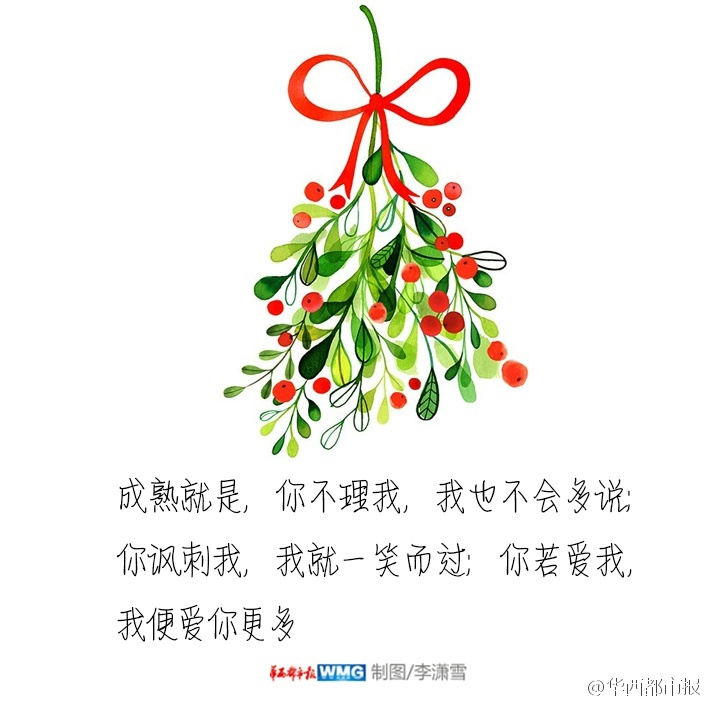 成熟就是，你不理我，我也不会多说；
你讽刺我，我就一笑而过；你若爱我，
我便爱你更多
华西都市报 WMG 制图/李潇雪
@华西都市报